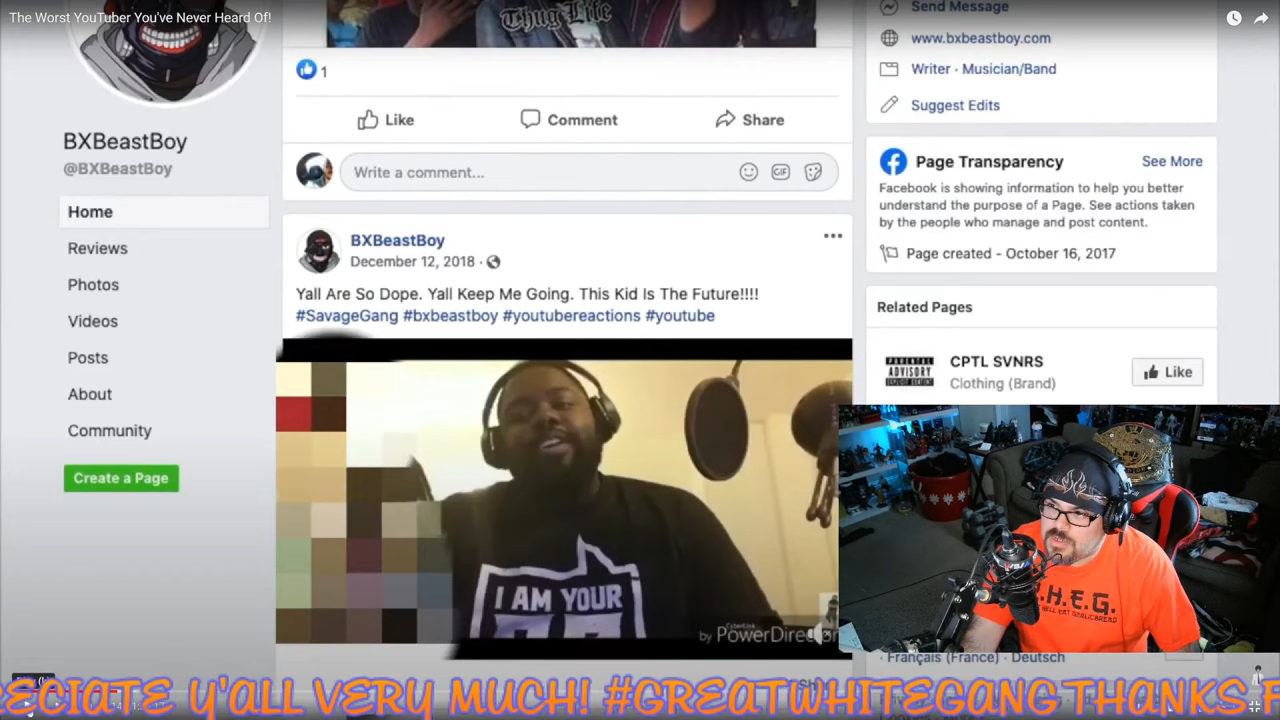 The Worst YouTuber You've Never Heard Of!
Thug Life
1
Like Comment Share
Write a comment...
GIF
BXBeastBoy
@BXBeastBoy
Home
Reviews
Photos
Videos
Posts
About
Community
Create a Page
BXBeastBoy
December 12, 2018 ·
Yall Are So Dope. Yall Keep Me Going. This Kid Is The Future!!!!
#SavageGang #bxbeastboy #youtubereactions #youtube
I AM YOUR
by PowerDirector
CyberLink
Send Message
www.bxbeastboy.com
Writer · Musician/Band
Suggest Edits
Page Transparency See More
Facebook is showing information to help you better
understand the purpose of a Page. See actions taken
by the people who manage and post content.
Page created - October 16, 2017
Related Pages
PARENTAL
ADVISORY
EXPLICIT CONTENT
CPTL SVNRS
Clothing (Brand)
Like
.H.E.G.
HELL EAT GARLICBREAD
Français (France) · Deutsch
RECIATE Y'ALL VERY MUCH! #GREATWHITEGANG THANKS F